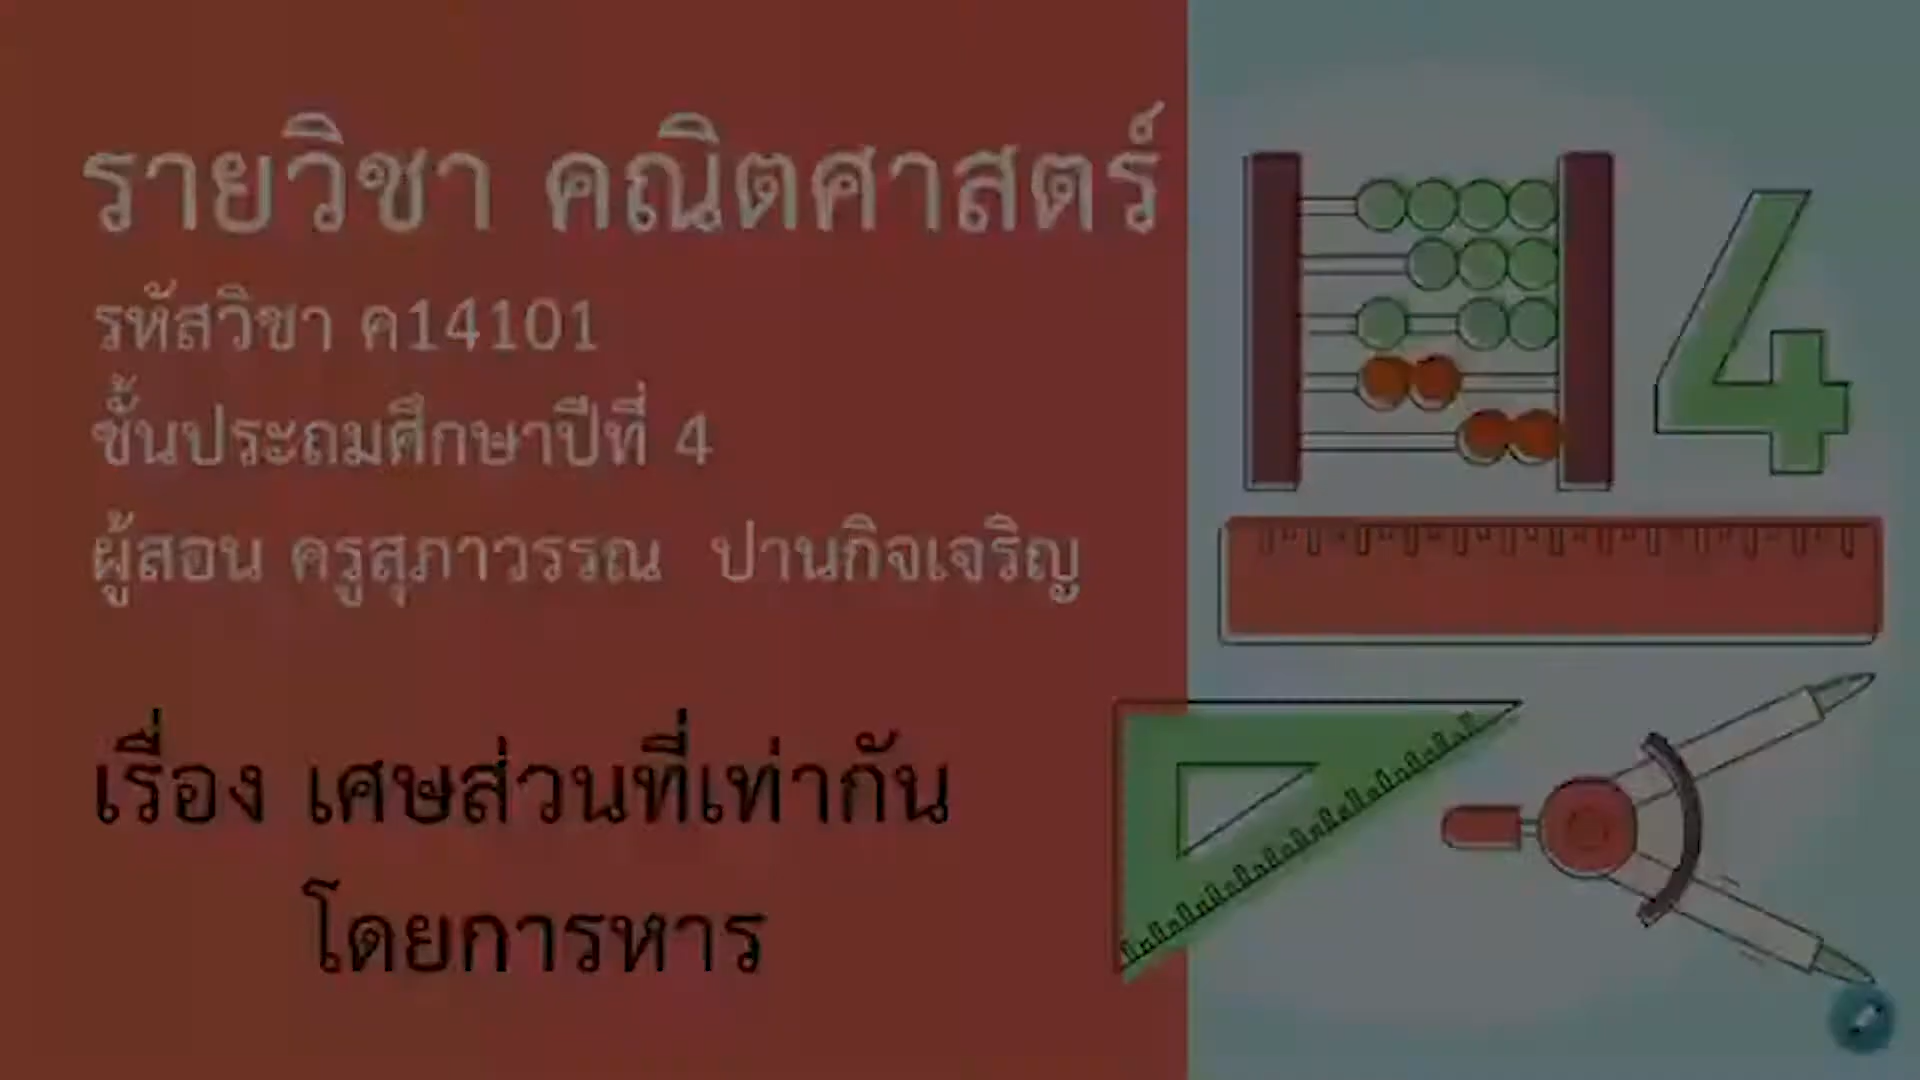 รายวิชา คณิตศาสตร์
รหัสวิชา ค14101
ชั้นประถมศึกษาปีที่ 4
ผู้สอน ครูสุภาวรรณ ปานกิจเจริญ
เรื่อง เศษส่วนที่เท่ากัน
โดยการหาร
4